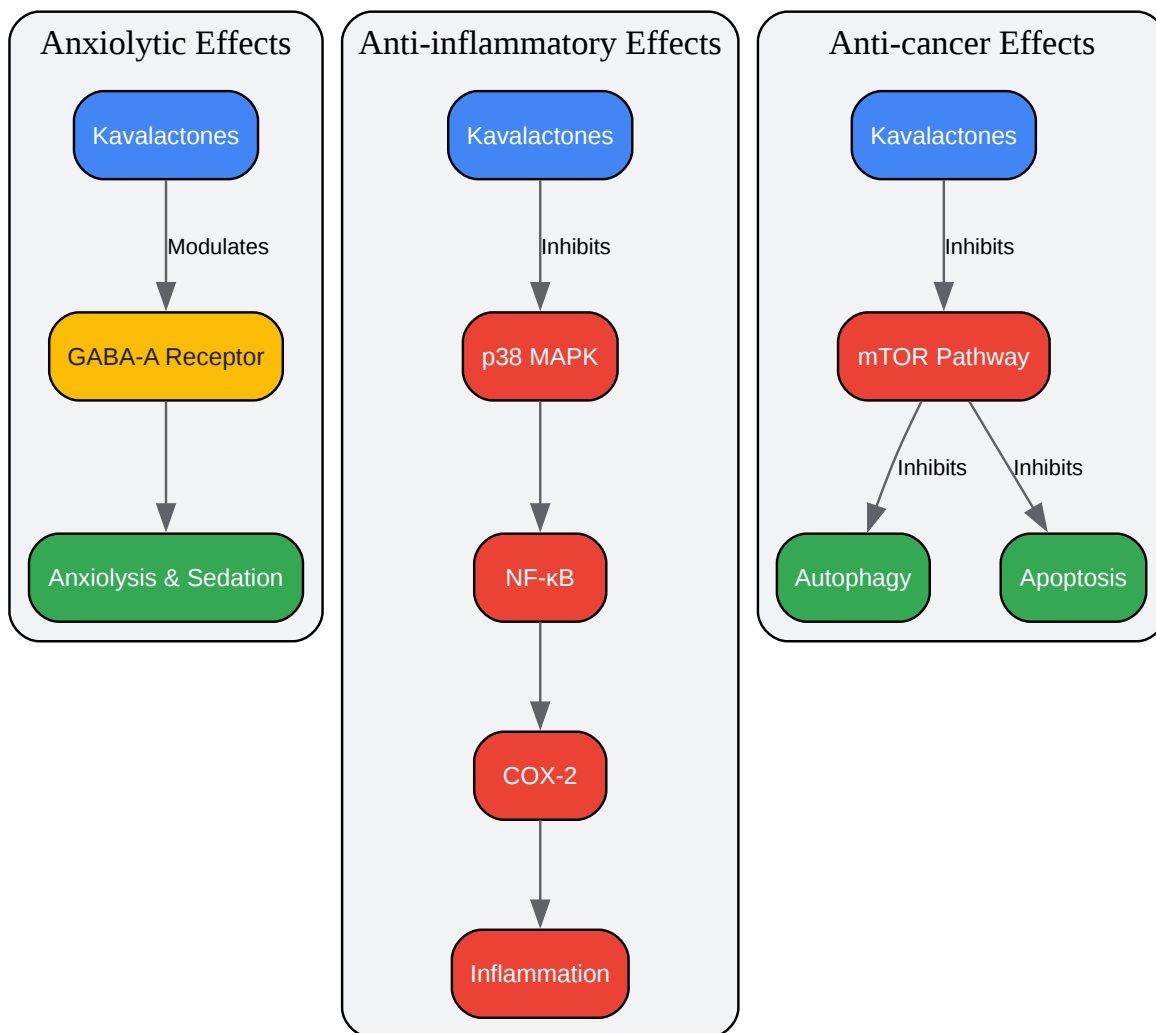 Anxiolytic Effects
Kavalactones
Modulates
GABA-A Receptor
Anxiolysis & Sedation
Anti-inflammatory Effects
Kavalactones
Inhibits
p38 MAPK
NF-κB
COX-2
Inflammation
Anti-cancer Effects
Kavalactones
Inhibits
mTOR Pathway
Inhibits
Inhibits
Autophagy
Apoptosis